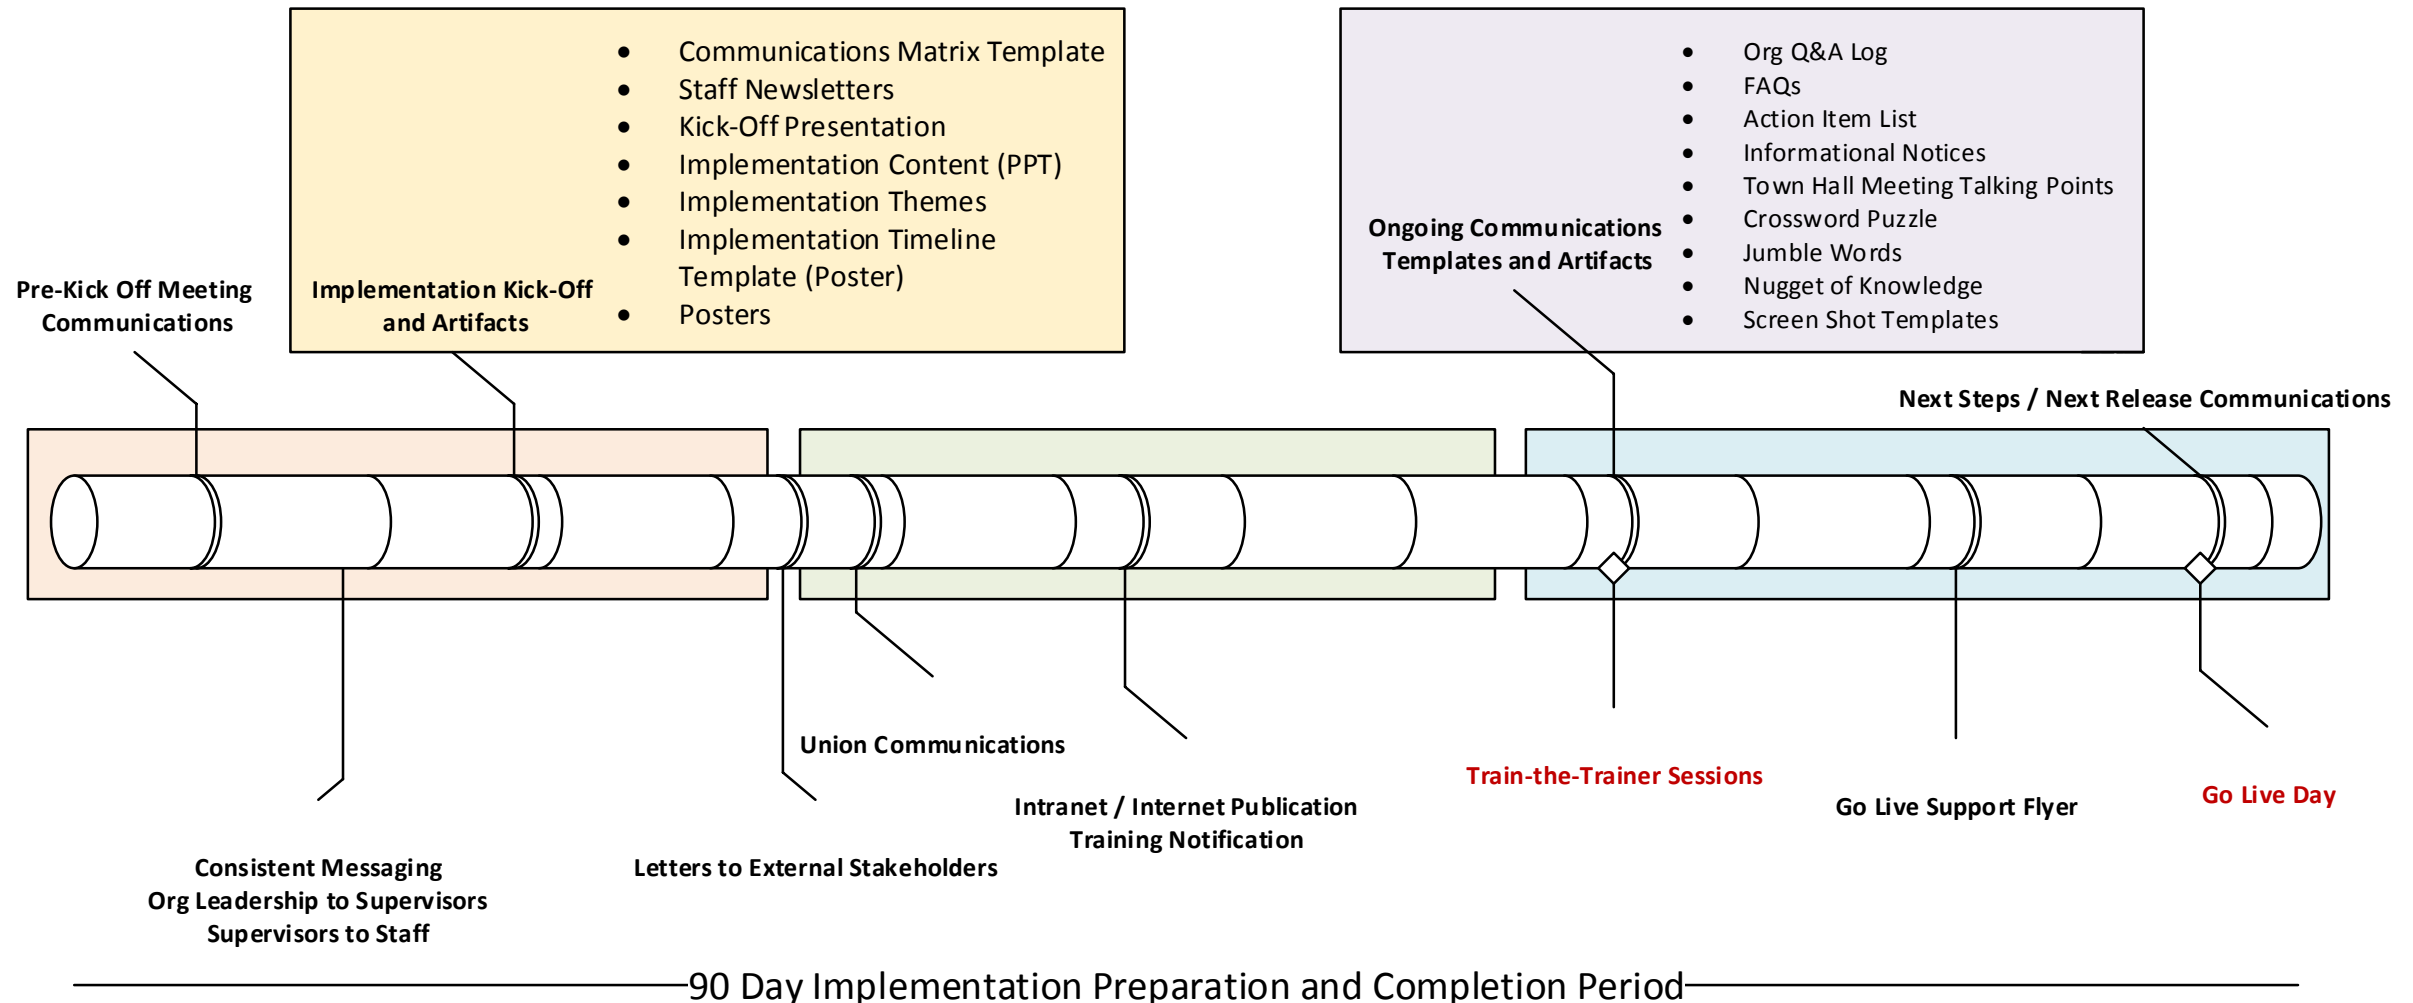 Communications Matrix Template
Staff Newsletters
Kick-Off Presentation
Implementation Content (PPT)
Implementation Themes
Implementation Timeline
Template (Poster)
Posters
Implementation Kick-Off
and Artifacts
Org Q&A Log
FAQs
Action Item List
Informational Notices
Town Hall Meeting Talking Points
Crossword Puzzle
Jumble Words
Nugget of Knowledge
Screen Shot Templates
Ongoing Communications
Templates and Artifacts
Pre-Kick Off Meeting
Communications
Next Steps / Next Release Communications
Union Communications
Train-the-Trainer Sessions
Go Live Day
Intranet / Internet Publication
Training Notification
Go Live Support Flyer
Consistent Messaging
Org Leadership to Supervisors
Supervisors to Staff
Letters to External Stakeholders
90 Day Implementation Preparation and Completion Period